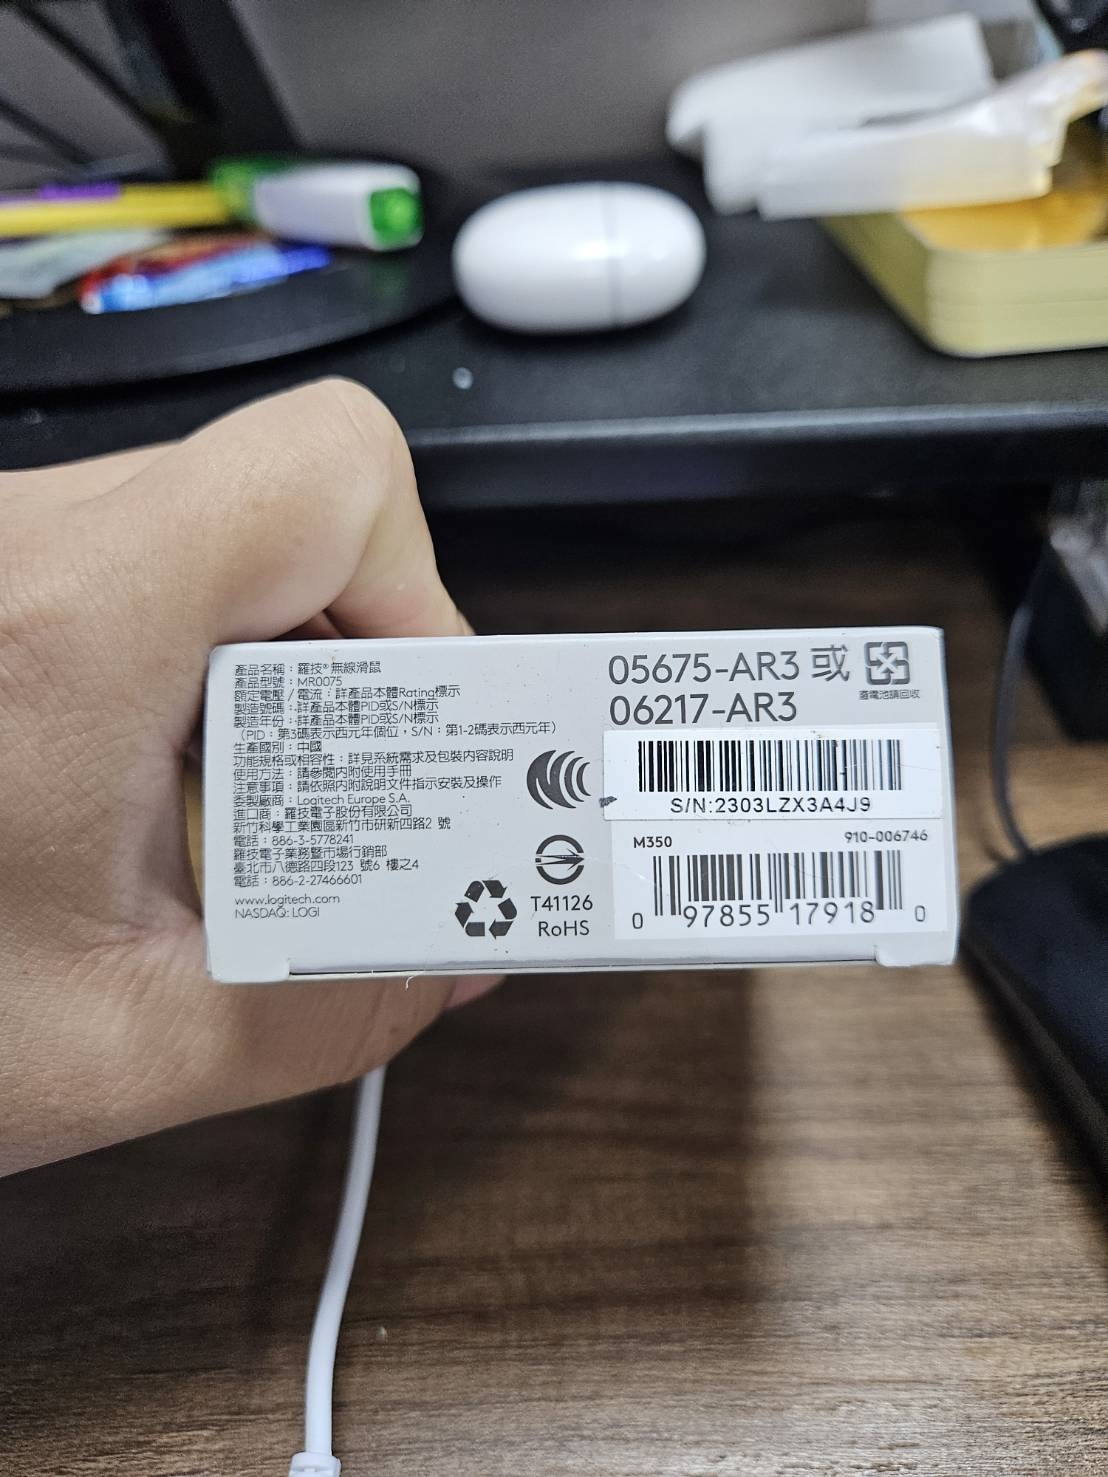 產品名稱：羅技® 無線滑鼠
產品型號：MR0075
額定電壓 / 電流：詳產品本體Rating標示
製造號碼：詳產品本體PID或S/N標示
製造年份：詳產品本體PID或S/N標示
（PID：第3碼表示西元年個位，S/N：第1-2碼表示西元年）
生產國別：中國
功能規格或相容性：詳見系統需求及包裝內容說明
使用方法：請參閱內附使用手冊
注意事項：請依照內附說明文件指示安裝及操作
委製廠商：Logitech Europe S.A.
進口商：羅技電子股份有限公司
新竹科學工業園區新竹市研新四路2 號
電話：886-3-5778241
羅技電子業務暨市場行銷部
臺北市八德路四段123 號6 樓之4
電話：886-2-27466601
www.logitech.com
NASDAQ: LOGI
T41126
RoHS
05675-AR3 或
06217-AR3
廢電池請回收
S/N:2303LZX3A4J9
M350 910-006746
0 97855 17918 0